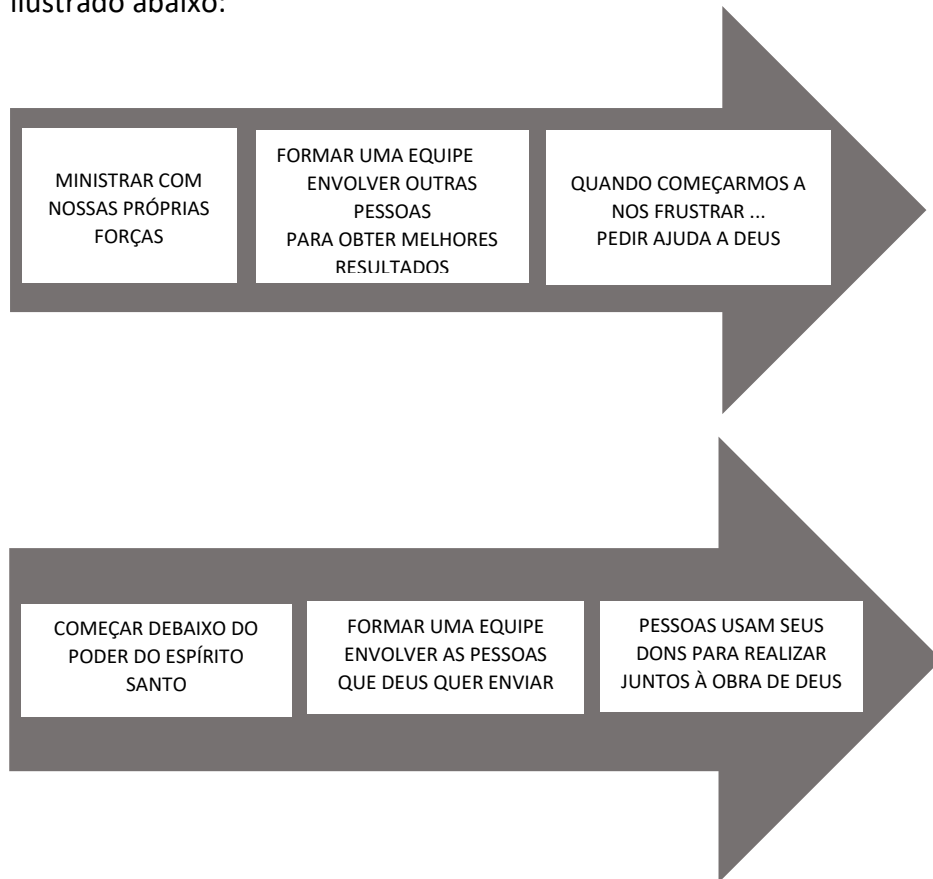 ilustrado abaixo:
MINISTRAR COM
NOSSAS PRÓPRIAS
FORÇAS
FORMAR UMA EQUIPE
ENVOLVER OUTRAS
PESSOAS
PARA OBTER MELHORES
RESULTADOS
QUANDO COMEÇARMOS A
NOS FRUSTRAR ...
PEDIR AJUDA A DEUS
COMEÇAR DEBAIXO DO
PODER DO ESPÍRITO
SANTO
FORMAR UMA EQUIPE
ENVOLVER AS PESSOAS
QUE DEUS QUER ENVIAR
PESSOAS USAM SEUS
DONS PARA REALIZAR
JUNTOS À OBRA DE DEUS